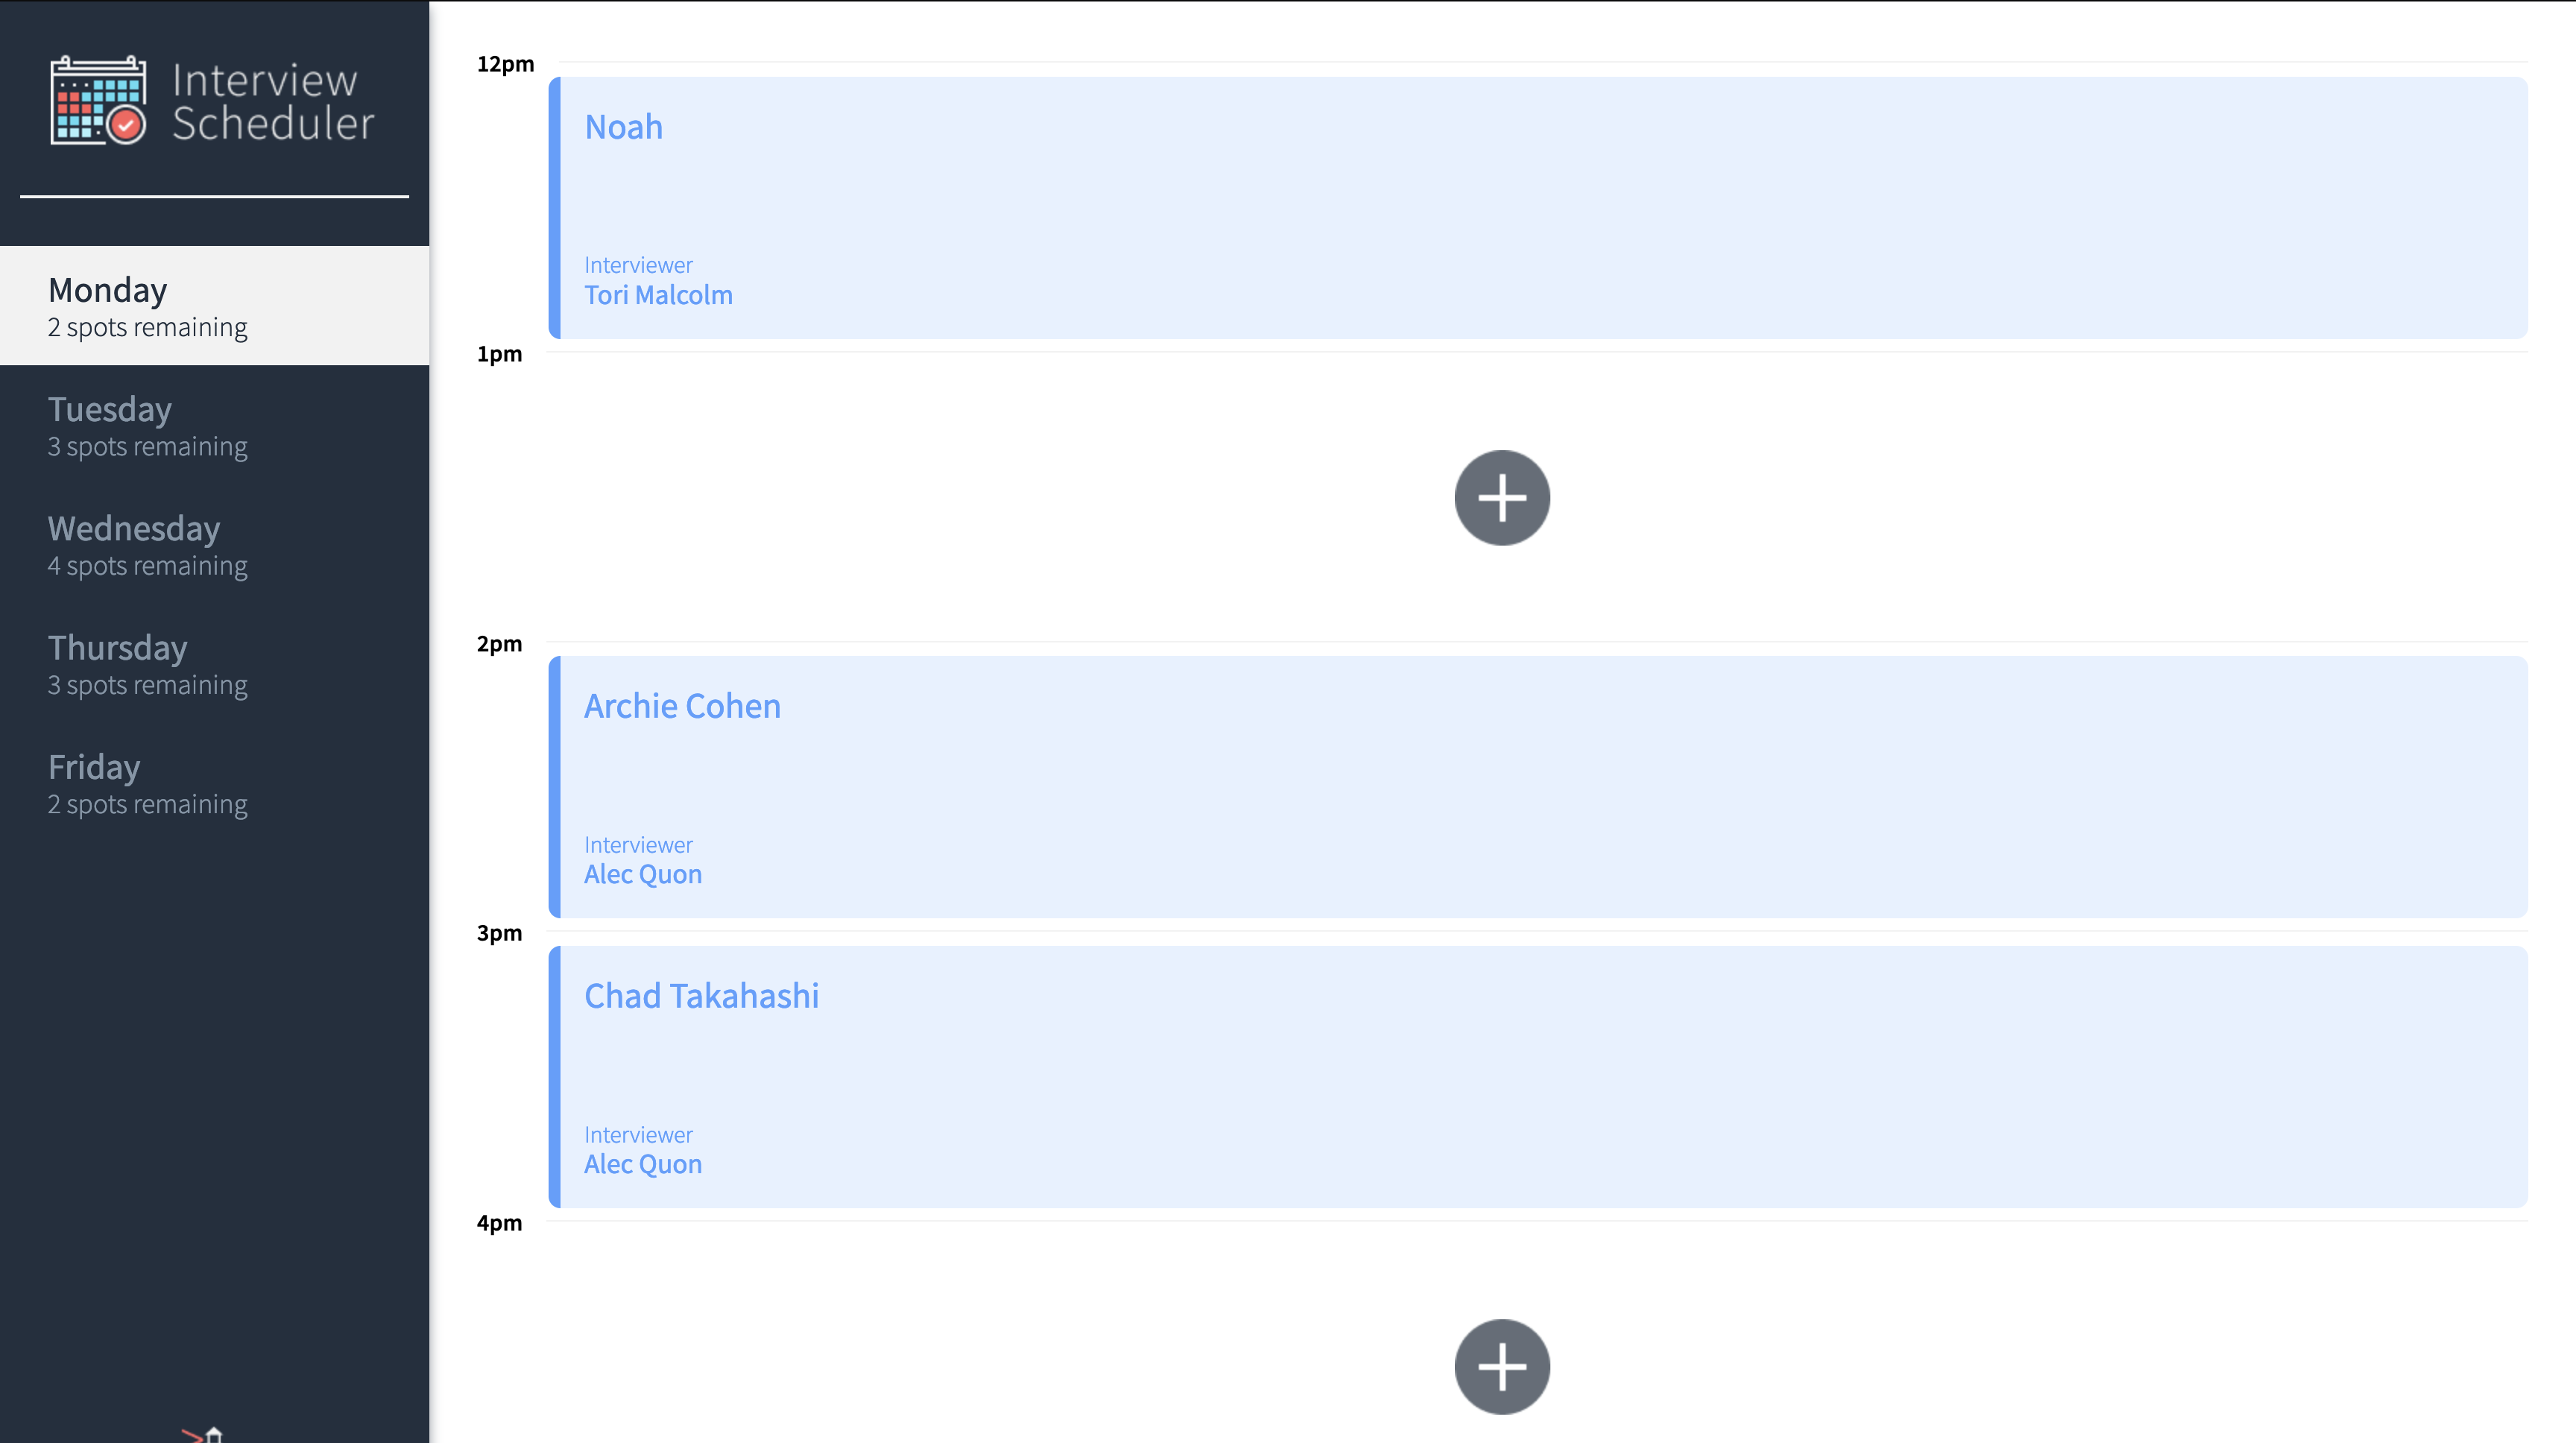 Interview
Scheduler
Monday
2 spots remaining
Tuesday
3 spots remaining
Wednesday
4 spots remaining
Thursday
3 spots remaining
Friday
2 spots remaining
12pm
Noah
Interviewer
Tori Malcolm
1pm
2pm
Archie Cohen
Interviewer
Alec Quon
3pm
Chad Takahashi
Interviewer
Alec Quon
4pm